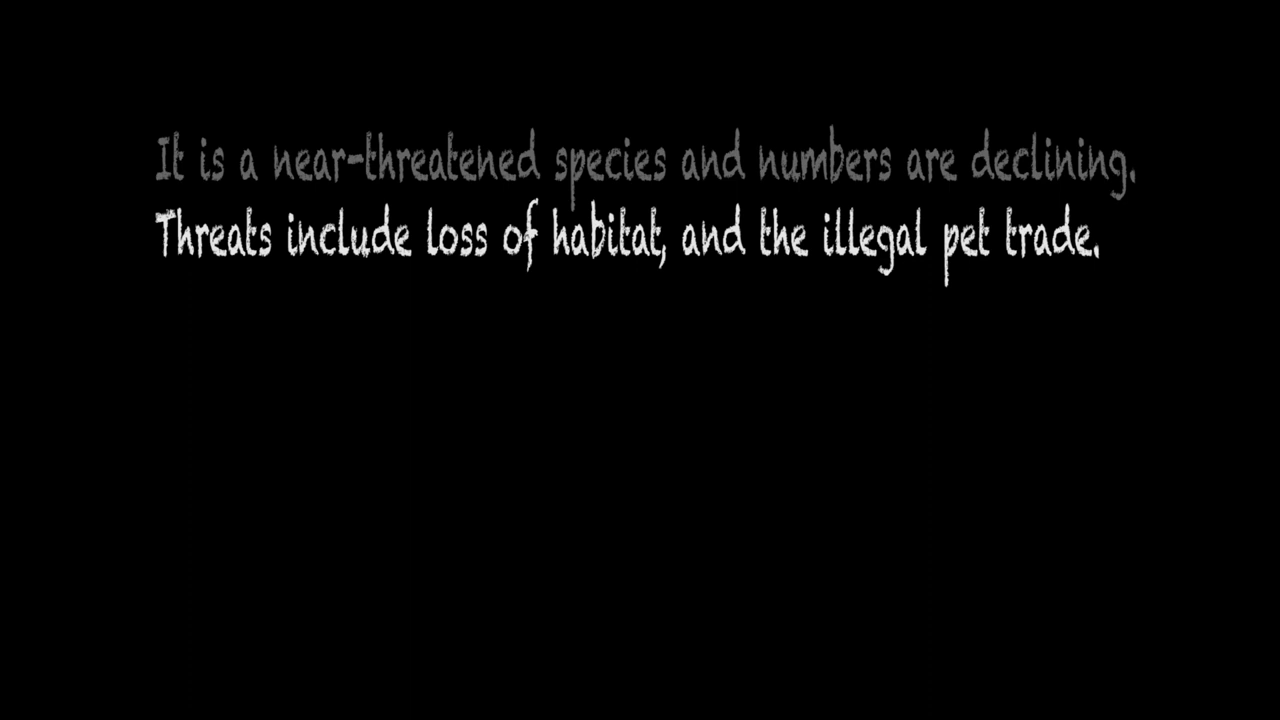 It is a near-threatened species and numbers are declining.
Threats include loss of habitat, and the illegal pet trade.